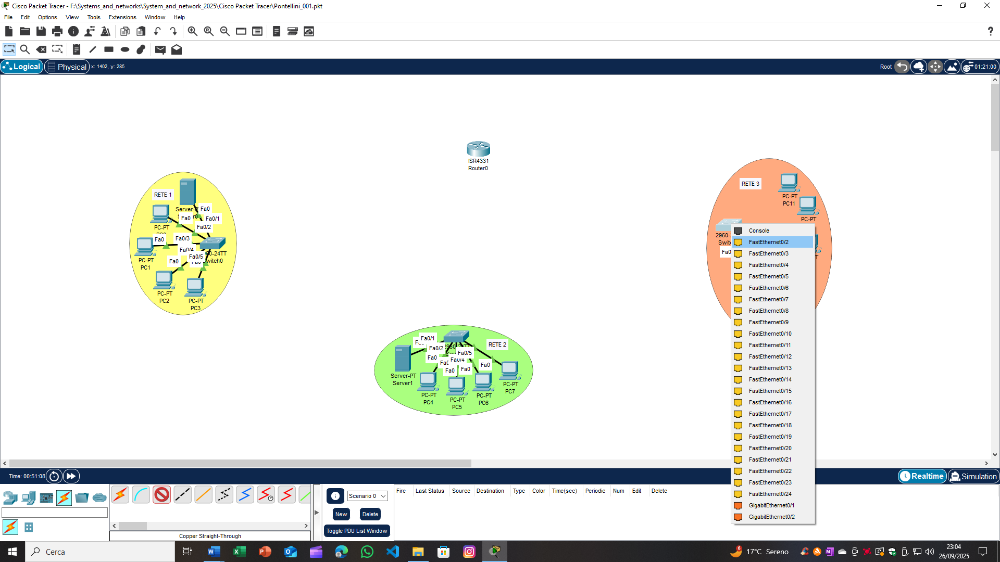 Cisco Packet Tracer - F:\Systems_and_networks\System_and_network_2025\Cisco Packet Tracer\Pontellini_001.pkt
File Edit Options View Tools Extensions Window Help
Logical Physical x: 1402, y: 285 Root 01:21:00
ISR4331
Router0
RETE 1
Fa0
Fa0
Fa0/1
Fa0/2
PC-PT
Fa0
Fa0/3
Fa0/5
Fa0
PC-PT
PC1
PC-PT
PC2
PC-PT
PC3
RETE 3
PC-PT
PC11
PC-PT
Fa0/1
Fa0/2
RETE 2
Fa0/5
Fa0
Fa0/4
Fa0
Fa0
Fa0
Server-PT
Server1
PC-PT
PC4
PC-PT
PC5
PC-PT
PC6
PC-PT
PC7
Console
FastEthernet0/2
FastEthernet0/3
FastEthernet0/4
FastEthernet0/5
FastEthernet0/6
FastEthernet0/7
FastEthernet0/8
FastEthernet0/9
FastEthernet0/10
FastEthernet0/11
FastEthernet0/12
FastEthernet0/13
FastEthernet0/14
FastEthernet0/15
FastEthernet0/16
FastEthernet0/17
FastEthernet0/18
FastEthernet0/19
FastEthernet0/20
FastEthernet0/21
FastEthernet0/22
FastEthernet0/23
FastEthernet0/24
GigabitEthernet0/1
GigabitEthernet0/2
Time: 00:51:08 Realtime Simulation
Scenario 0
New Delete
Toggle PDU List Window
Fire Last Status Source Destination Type Color Time(sec) Periodic Num Edit Delete
Copper Straight-Through
Cerca
6 17°C Sereno
23:04
26/09/2025